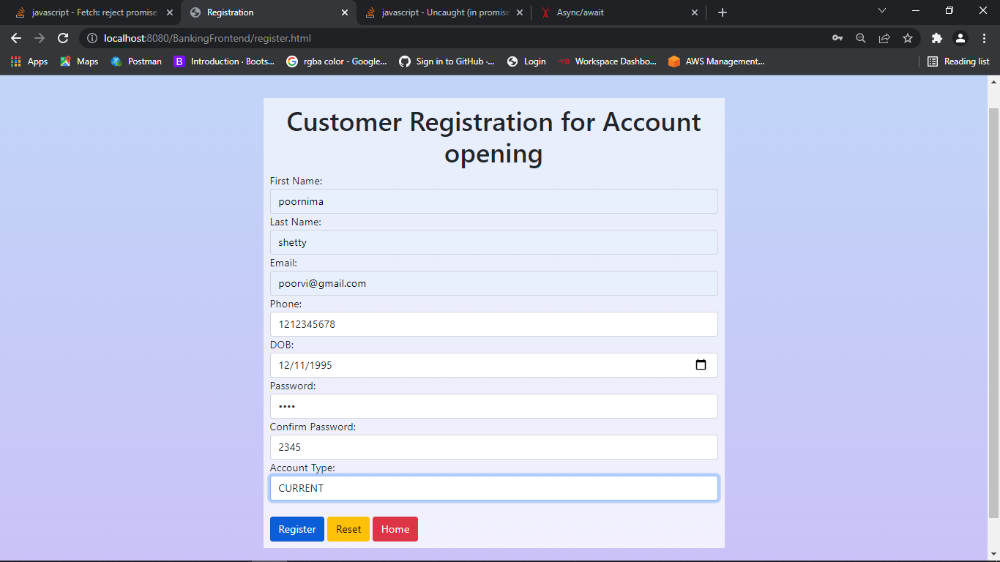 javascript - Fetch: reject promise
Registration
javascript - Uncaught (in promise
Async/await
localhost:8080/BankingFrontend/register.html
Apps
Maps
Postman
Introduction · Boots...
rgba color - Google...
Sign in to GitHub ·...
Login
Workspace Dashbo...
AWS Management...
Reading list
Customer Registration for Account
opening
First Name:
poornima
Last Name:
shetty
Email:
poorvi@gmail.com
Phone:
1212345678
DOB:
12/11/1995
Password:
••••
Confirm Password:
2345
Account Type:
CURRENT
Register Reset Home